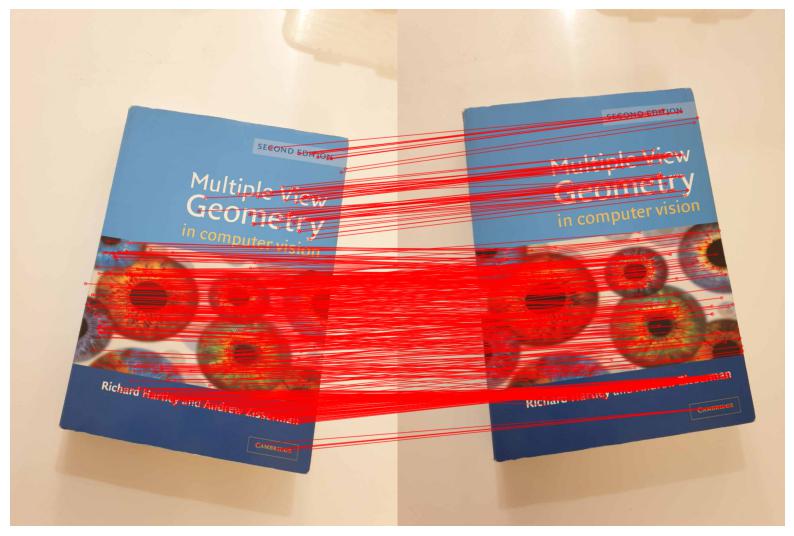 SECOND EDITION
Multiple View
Geometry
in computer vision
Richard Hartley and Andrew Zisserman
CAMBRIDGE
SECOND EDITION
Multiple View
Geometry
in computer vision
Richard Hartley and Andrew Zisserman
CAMBRIDGE